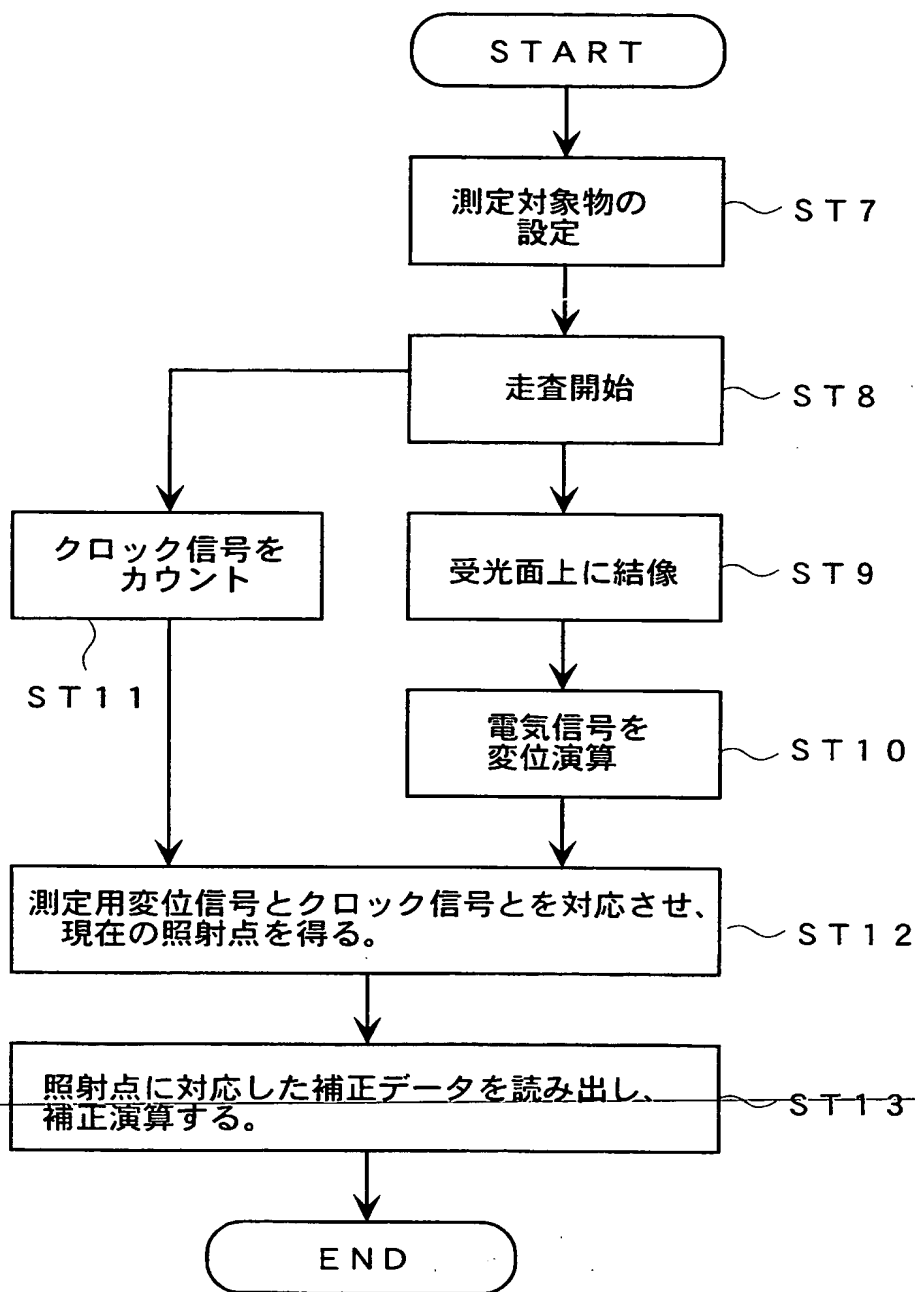 START
測定対象物の
設定
ST7
走査開始
ST8
クロック信号を
カウント
ST11
受光面上に結像
ST9
電気信号を
変位演算
ST10
測定用変位信号とクロック信号とを対応させ、
現在の照射点を得る。
ST12
照射点に対応した補正データを読み出し、
補正演算する。
ST13
END